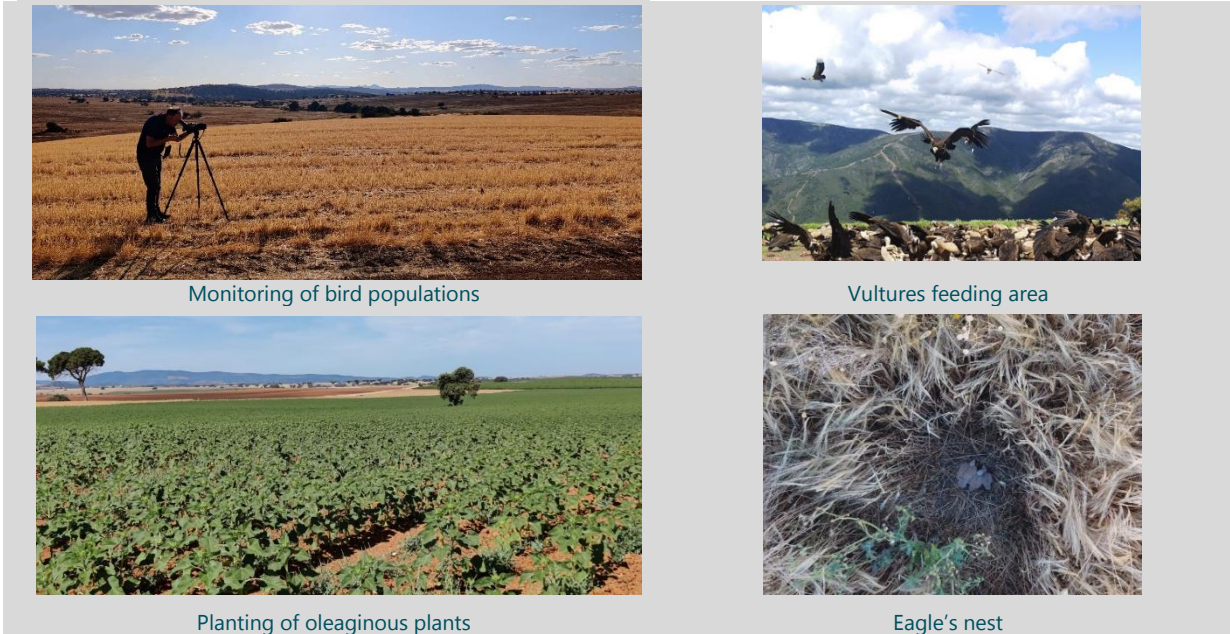 Monitoring of bird populations
Vultures feeding area
Planting of oleaginous plants
Eagle's nest